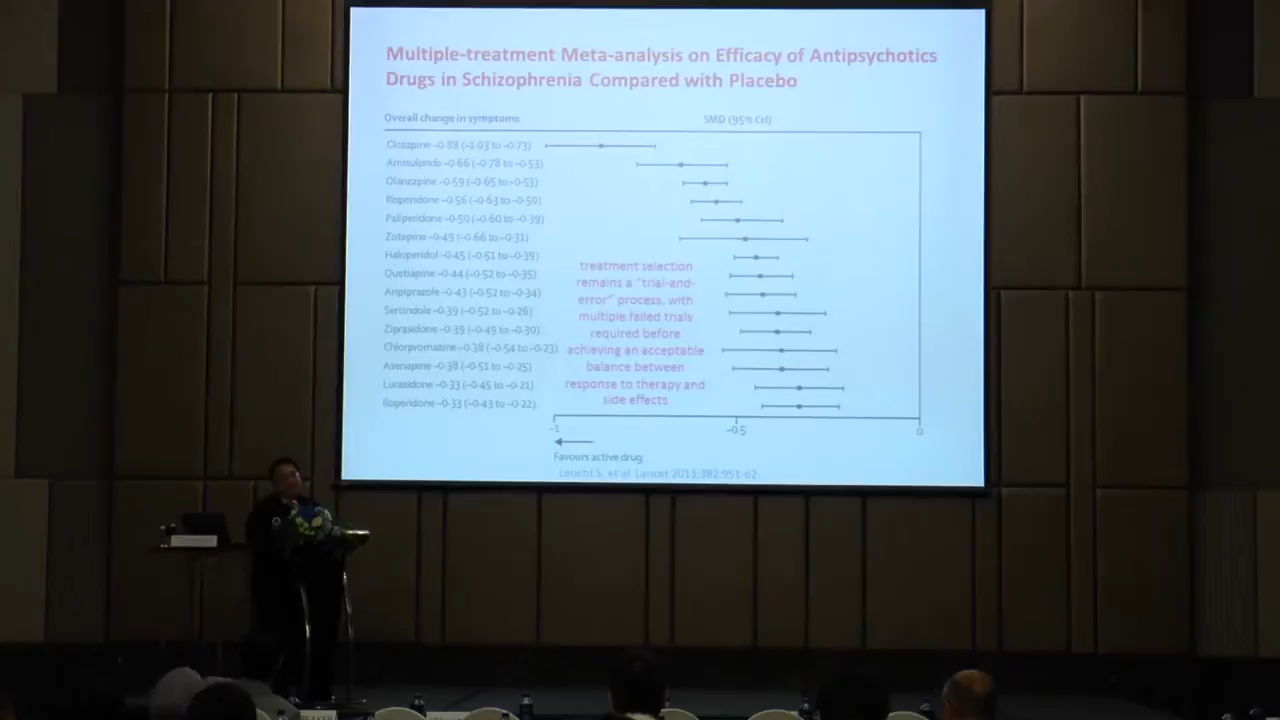 Multiple-treatment Meta-analysis on Efficacy of Antipsychotics
Drugs in Schizophrenia Compared with Placebo
Overall change in symptoms
SMD (95% CrI)
Clozapine –0·88 (–1·03 to –0·73)
Amisulpride –0·66 (–0·78 to –0·53)
Olanzapine –0·59 (–0·65 to –0·53)
Risperidone –0·56 (–0·63 to –0·50)
Paliperidone –0·50 (–0·60 to –0·39)
Zotepine –0·49 (–0·66 to –0·31)
Haloperidol –0·45 (–0·51 to –0·39)
Quetiapine –0·44 (–0·52 to –0·35)
Aripiprazole –0·43 (–0·52 to –0·34)
Sertindole –0·39 (–0·52 to –0·26)
Ziprasidone –0·39 (–0·49 to –0·30)
Chlorpromazine –0·38 (–0·54 to –0·23)
Asenapine –0·38 (–0·51 to –0·25)
Lurasidone –0·33 (–0·45 to –0·21)
Iloperidone –0·33 (–0·43 to –0·22)
treatment selection
remains a "trial-and-
error" process, with
multiple failed trials
required before
achieving an acceptable
balance between
response to therapy and
side effects
–1
–0·5
0
Favours active drug
Leucht S, et al. Lancet 2013;382:951-62.